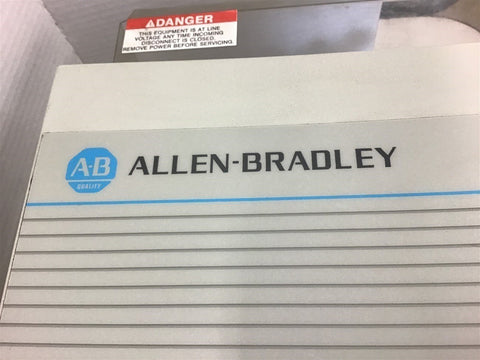 ⚠DANGER
THIS EQUIPMENT IS AT LINE
VOLTAGE ANY TIME INCOMING
DISCONNECT IS CLOSED.
REMOVE POWER BEFORE SERVICING.
A-B
QUALITY
ALLEN-BRADLEY